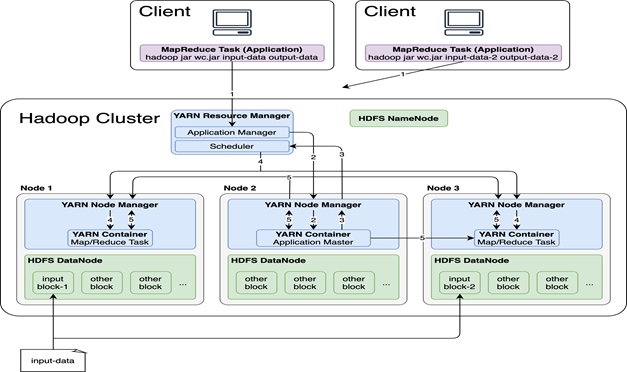 Client
MapReduce Task (Application)
hadoop jar wc.jar input-data output-data
Client
MapReduce Task (Application)
hadoop jar wc.jar input-data-2 output-data-2
1
1
Hadoop Cluster
YARN Resource Manager
Application Manager
Scheduler
HDFS NameNode
4
2
3
5
Node 1
YARN Node Manager
4
5
YARN Container
Map/Reduce Task
HDFS DataNode
input
block-1
other
block
other
block
...
Node 2
YARN Node Manager
5
2
3
YARN Container
Application Master
5
HDFS DataNode
other
block
other
block
other
block
...
Node 3
YARN Node Manager
5
4
YARN Container
Map/Reduce Task
HDFS DataNode
input
block-2
other
block
other
block
...
input-data